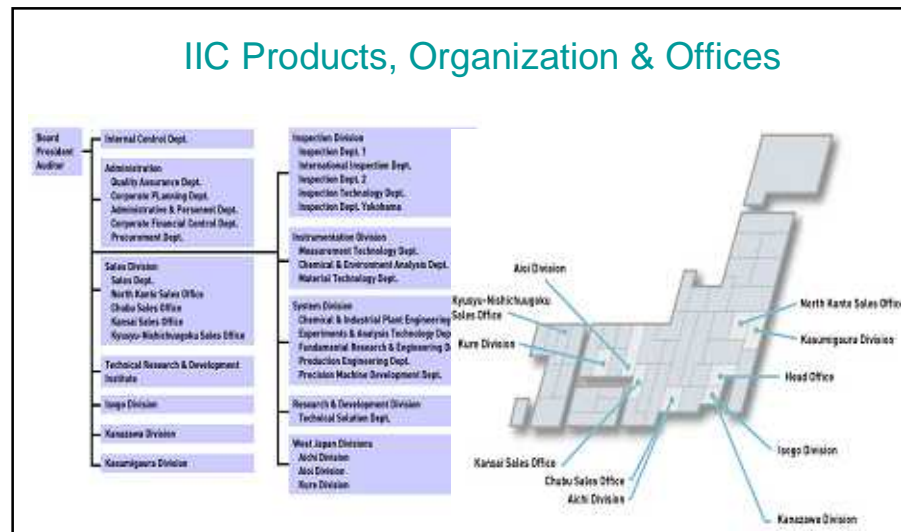 IIC Products, Organization & Offices
Board
President
Auditor
Internal Control Dept.
Administration
Quality Assurance Dept.
Corporate PLanning Dept.
Administrative & Personnel Dept.
Corporate Financial Control Dept.
Procurement Dept.
Sales Division
Sales Dept.
North Kanto Sales Office
Chubu Sales Office
Kansai Sales Office
Kyusyu-Nishichuugoku Sales Office
Technical Research & Development
Institute
Isogo Division
Kanazawa Division
Kasumigaura Division
Inspection Division
Inspection Dept. 1
International Inspection Dept.
Inspection Dept. 2
Inspection Technology Dept.
Inspection Dept. Yokohama
Instrumentation Division
Measurement Technology Dept.
Chemical & Environment Analysis Dept.
Material Technology Dept.
System Division
Chemical & Industrial Plant Engineering
Experiments & Analysis Technology Dep
Fundamental Research & Engineering D
Production Engineering Dept.
Precision Machine Development Dept.
Research & Development Division
Technical Solution Dept.
West Japan Divisions
Aichi Division
Aioi Division
Kure Division
Aioi Division
Kyusyu-Nishichuugoku
Sales Office
Kure Division
Kansai Sales Office
Chubu Sales Office
Aichi Division
North Kanto Sales Office
Kasumigaura Division
Head Office
Isogo Division
Kanazawa Division